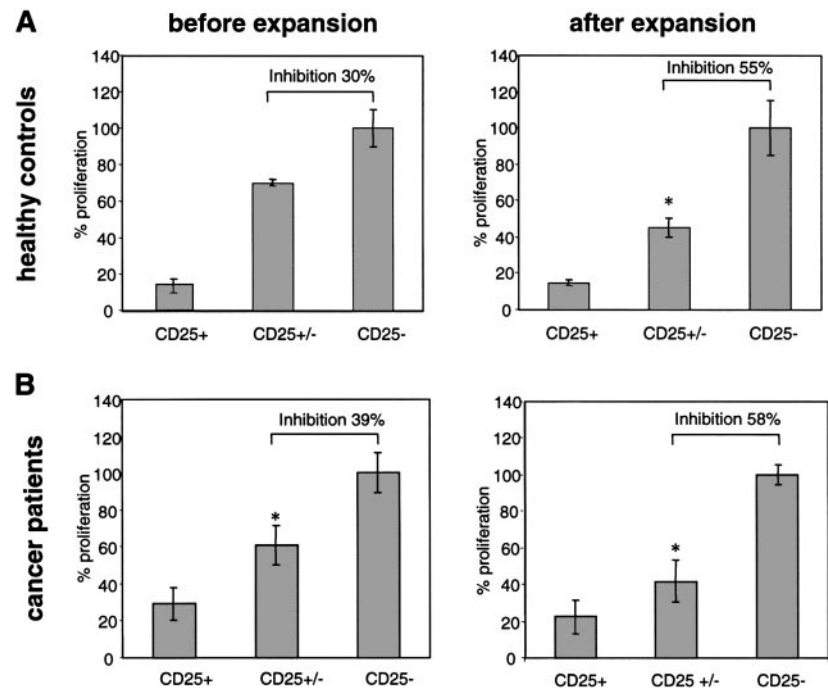 A
before expansion
after expansion
healthy controls
% proliferation
140
120
100
80
60
40
20
0
Inhibition 30%
CD25+
CD25+/-
CD25-
% proliferation
140
120
100
80
60
40
20
0
Inhibition 55%
*
CD25+
CD25+/-
CD25-
B
cancer patients
% proliferation
140
120
100
80
60
40
20
0
Inhibition 39%
*
CD25+
CD25+/-
CD25-
% proliferation
140
120
100
80
60
40
20
0
Inhibition 58%
*
CD25+
CD25 +/-
CD25-